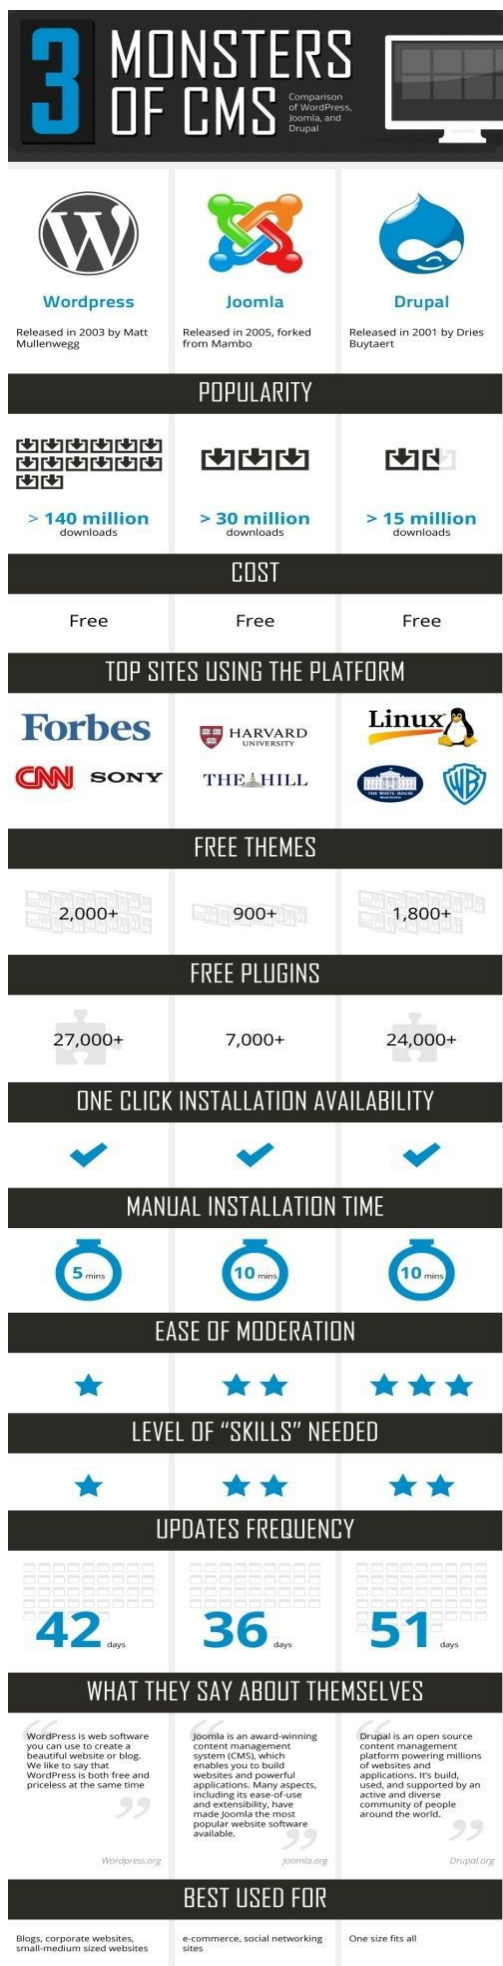 3 MONSTERS
OF CMS
Comparison
of WordPress,
Joomla, and
Drupal
W
Wordpress
Released in 2003 by Matt
Mullenwegg
Joomla
Released in 2005, forked
from Mambo
Drupal
Released in 2001 by Dries
Buytaert
POPULARITY
> 140 million
downloads
> 30 million
downloads
> 15 million
downloads
COST
Free
Free
Free
TOP SITES USING THE PLATFORM
Forbes
CNN SONY
HARVARD
UNIVERSITY
THE HILL
Linux
THE WHITE HOUSE
WB
FREE THEMES
2,000+
900+
1,800+
FREE PLUGINS
27,000+
7,000+
24,000+
ONE CLICK INSTALLATION AVAILABILITY
MANUAL INSTALLATION TIME
5 mins
10 mins
10 mins
EASE OF MODERATION
LEVEL OF “SKILLS” NEEDED
UPDATES FREQUENCY
42 days
36 days
51 days
WHAT THEY SAY ABOUT THEMSELVES
WordPress is web software
you can use to create a
beautiful website or blog.
We like to say that
WordPress is both free and
priceless at the same time
Wordpress.org
Joomla is an award-winning
content management
system (CMS), which
enables you to build
websites and powerful
applications. Many aspects,
including its ease-of-use
and extensibility, have
made Joomla the most
popular website software
available.
Joomla.org
Drupal is an open source
content management
platform powering millions
of websites and
applications. It's build,
used, and supported by an
active and diverse
community of people
around the world.
Drupal.org
BEST USED FOR
Blogs, corporate websites,
small-medium sized websites
e-commerce, social networking
sites
One size fits all